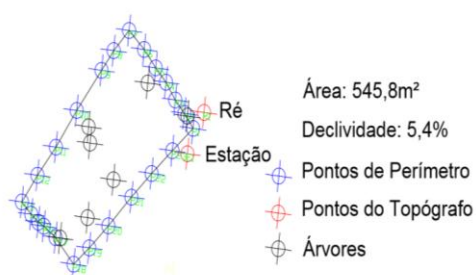 Ré
Estação
Área: 545,8m²
Declividade: 5,4%
Pontos de Perímetro
Pontos do Topógrafo
Árvores